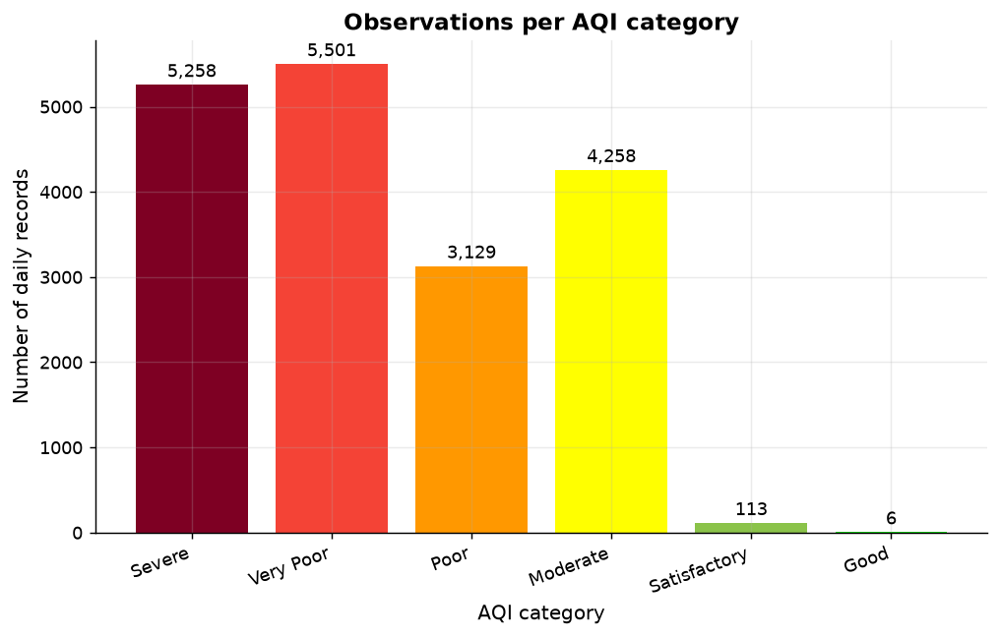 Observations per AQI category
5,258
5,501
3,129
4,258
113
6
5000
4000
3000
2000
1000
0
Number of daily records
Severe
Very Poor
Poor
Moderate
Satisfactory
Good
AQI category